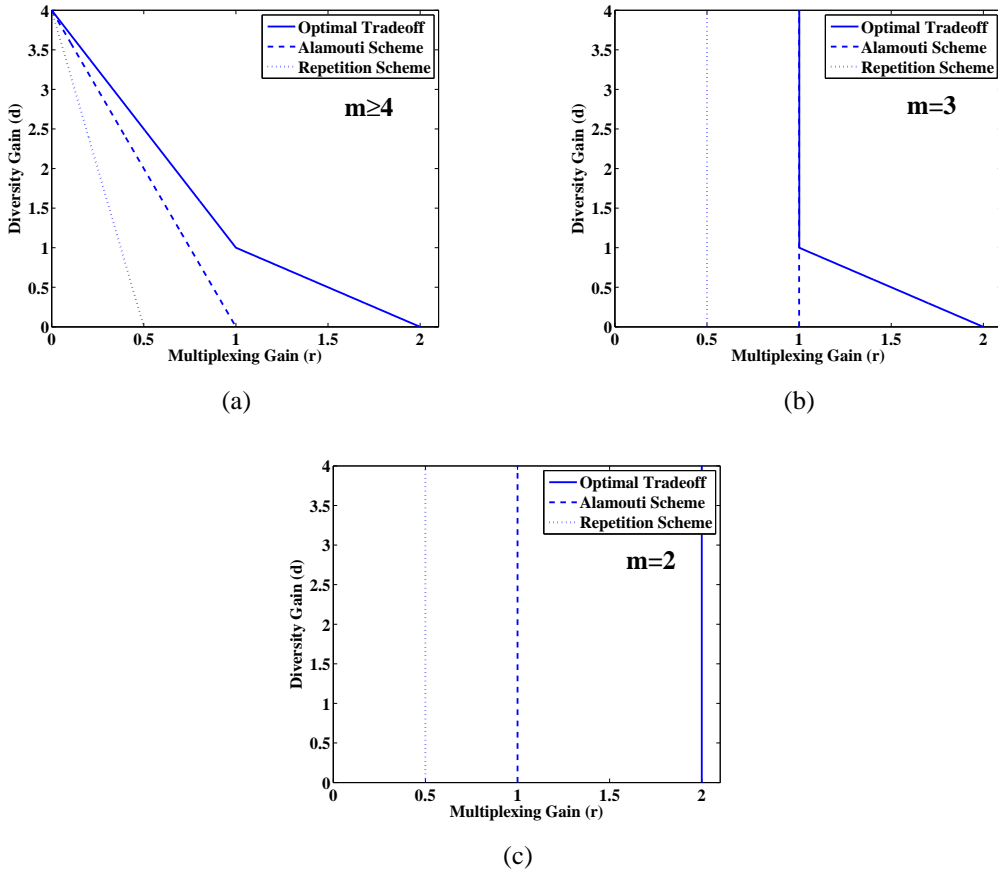 4
3.5
3
2.5
2
1.5
1
0.5
0
Diversity Gain (d)
Optimal Tradeoff
Alamouti Scheme
Repetition Scheme
m≥4
0 0.5 1 1.5 2
Multiplexing Gain (r)
(a)
4
3.5
3
2.5
2
1.5
1
0.5
0
Diversity Gain (d)
Optimal Tradeoff
Alamouti Scheme
Repetition Scheme
m=3
0 0.5 1 1.5 2
Multiplexing Gain (r)
(b)
4
3.5
3
2.5
2
1.5
1
0.5
0
Diversity Gain (d)
Optimal Tradeoff
Alamouti Scheme
Repetition Scheme
m=2
0 0.5 1 1.5 2
Multiplexing Gain (r)
(c)